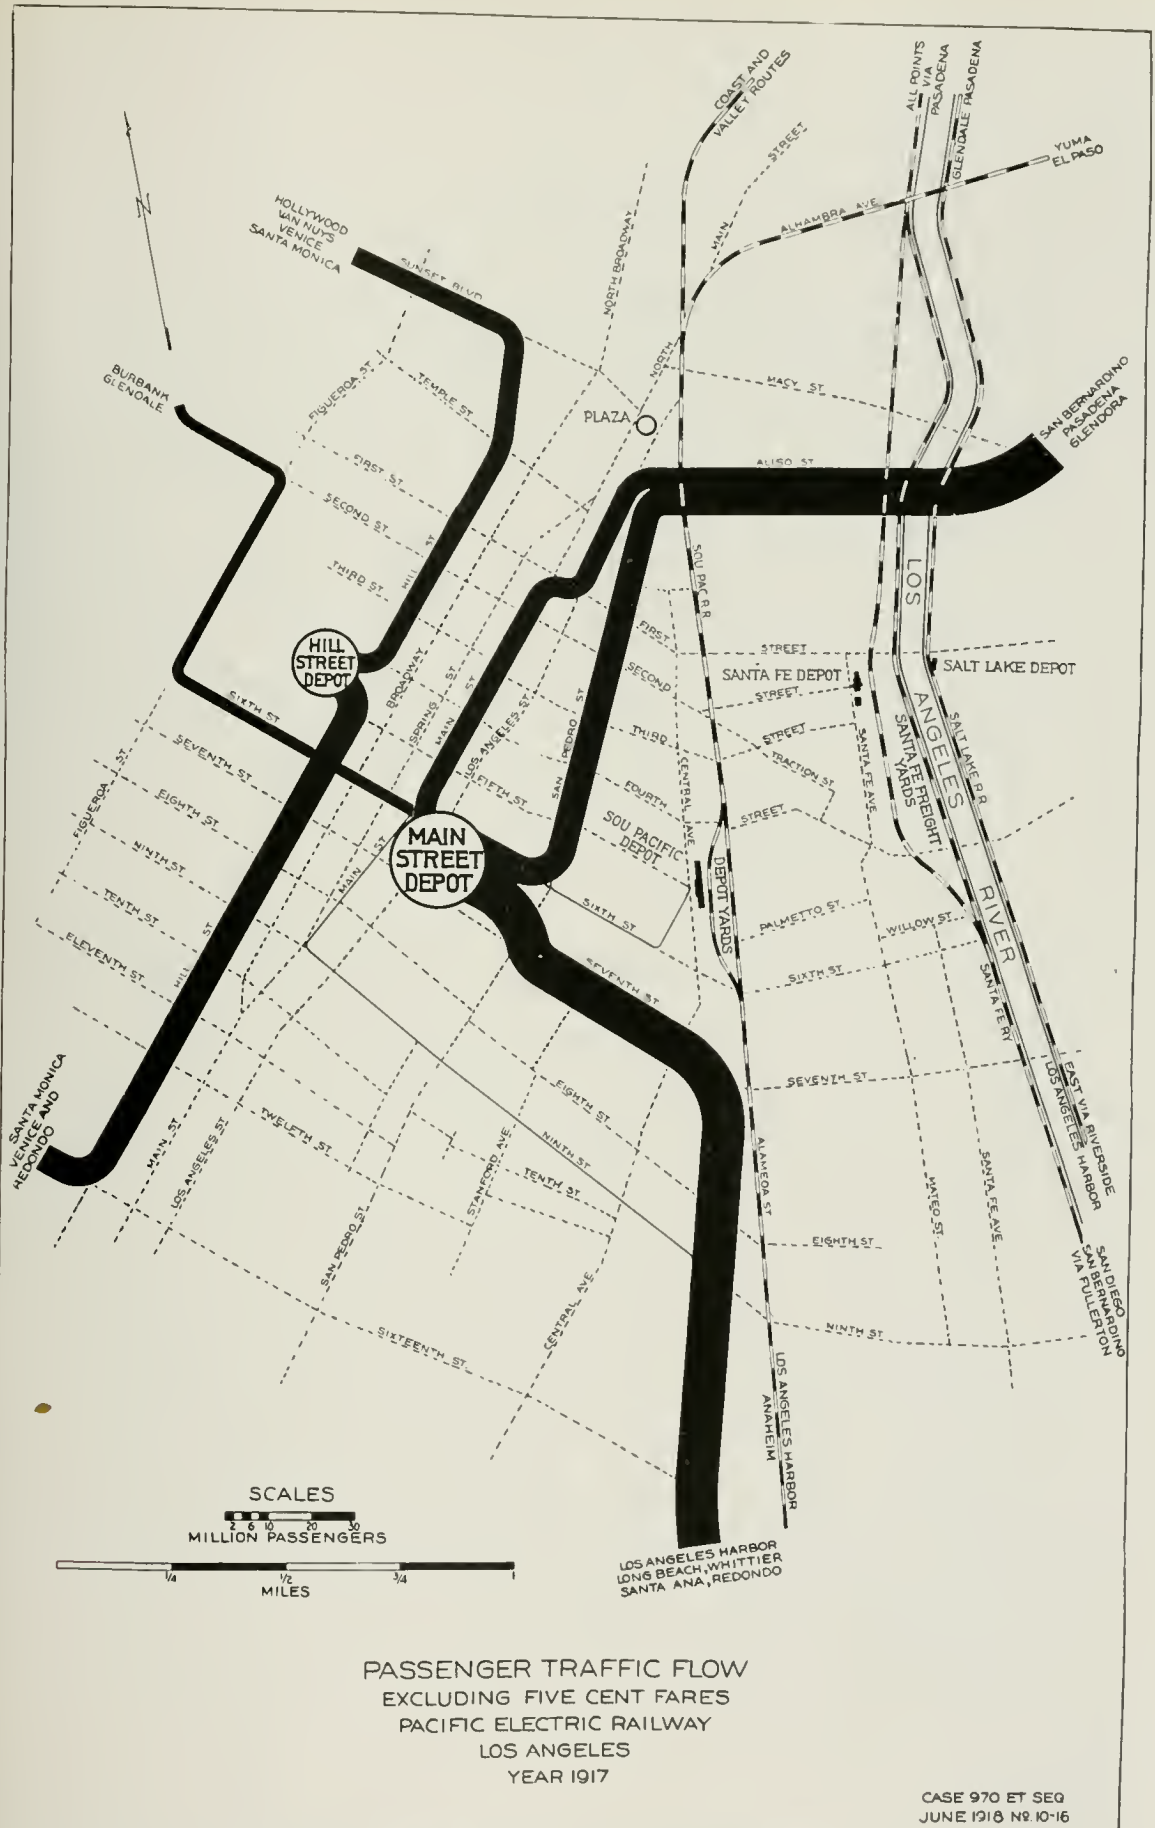 COAST AND
VALLEY ROUTES
ALL POINTS
VIA
PASADENA
GLENDALE PASADENA
YUMA
EL PASO
STREET
MAIN
NORTH
ALHAMBRA AVE
NORTH BROADWAY
N
HOLLYWOOD
VAN NUYS
VENICE
SANTA MONICA
SUNSET BLVD
BURBANK
GLENDALE
FIGUEROA ST
TEMPLE ST
MACY ST
PLAZA
SAN BERNARDINO
PASADENA
GLENDORA
ALISO ST
FIRST ST
SECOND ST
THIRD ST
HILL ST
SOU PAC R R
LOS
ANGELES
RIVER
HILL
STREET
DEPOT
BROADWAY
SPRING ST
MAIN ST
LOS ANGELES ST
SAN PEDRO ST
FIRST
STREET
SECOND
STREET
THIRD
STREET
FOURTH
STREET
FIFTH ST
SANTA FE DEPOT
SALT LAKE DEPOT
TRACTION ST
SANTA FE AVE
SANTA FE FREIGHT
YARDS
SALT LAKE R R
CENTRAL AVE
SIXTH ST
SEVENTH ST
EIGHTH ST
NINTH ST
TENTH ST
ELEVENTH ST
FIGUEROA ST
MAIN
STREET
DEPOT
MAIN ST
HILL ST
SOU PACIFIC
DEPOT
DEPOT YARDS
SIXTH ST
PALMETTO ST
WILLOW ST
SIXTH ST
SANTA FE RY
SEVENTH ST
SEVENTH ST
SANTA MONICA
VENICE AND
REDONDO
MAIN ST
LOS ANGELES ST
TWELFTH ST
SAN PEDRO ST
STANFORD AVE
EIGHTH ST
NINTH ST
TENTH ST
CENTRAL AVE
SIXTEENTH ST.
ALAMEDA ST
MATEO ST.
SANTA FE AVE
EIGHTH ST
NINTH ST
EAST VIA RIVERSIDE
LOS ANGELES HARBOR
SAN DIEGO
SAN BERNARDINO
VIA FULLERTON
LOS ANGELES HARBOR
ANAHEIM
LOS ANGELES HARBOR
LONG BEACH, WHITTIER
SANTA ANA, REDONDO
SCALES
2 6 10 20 30
MILLION PASSENGERS
1/4 1/2 3/4 1
MILES
PASSENGER TRAFFIC FLOW
EXCLUDING FIVE CENT FARES
PACIFIC ELECTRIC RAILWAY
LOS ANGELES
YEAR 1917
CASE 970 ET SEQ
JUNE 1918 NO. 10-16